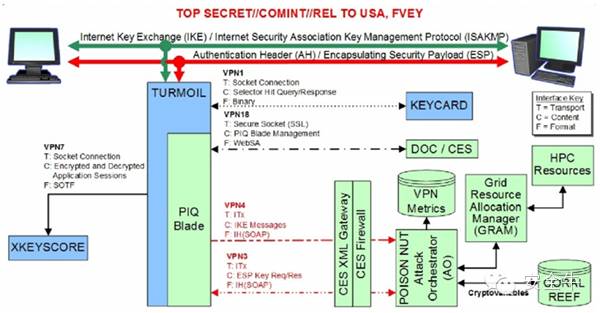 TOP SECRET//COMINT//REL TO USA, FVEY
Internet Key Exchange (IKE) / Internet Security Association Key Management Protocol (ISAKMP)
Authentication Header (AH) / Encapsulating Security Payload (ESP)
TURMOIL
VPN1
T: Socket Connection
C: Selector Hit Query/Response
F: Binary
KEYCARD
Interface Key
T = Transport
C = Content
F = Format
VPN18
T: Secure Socket (SSL)
C: PIQ Blade Management
F: WebSA
DOC / CES
VPN7
T: Socket Connection
C: Encrypted and Decrypted
Application Sessions
F: SOTF
XKEYSCORE
PIQ
Blade
VPN4
T: ITx
C: IKE Messages
F: IH(SOAP)
VPN3
T: ITx
C: ESP Key Req/Res
F: IH(SOAP)
CES XML Gateway
CES Firewall
VPN
Metrics
POISON NUT
Attack
Orchestrator (AO)
Grid
Resource
Allocation
Manager
(GRAM)
HPC
Resources
Cryptovariables
CORAL
REEF